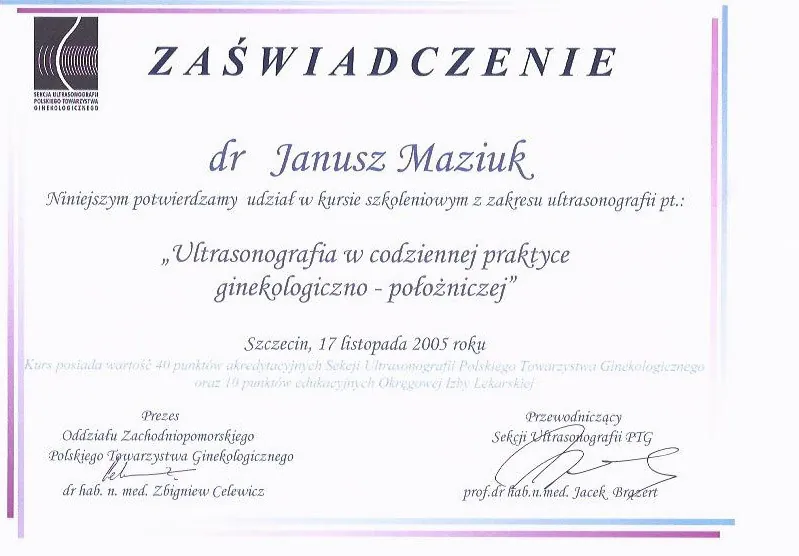 SEKCJA ULTRASONOGRAFII
POLSKIEGO TOWARZYSTWA
GINEKOLOGICZNEGO
ZAŚWIADCZENIE
dr Janusz Maziuk
Niniejszym potwierdzamy udział w kursie szkoleniowym z zakresu ultrasonografii pt.:
„Ultrasonografia w codziennej praktyce
ginekologiczno - położniczej”
Szczecin, 17 listopada 2005 roku
Kurs posiada wartość 40 punktów akredytacyjnych Sekcji Ultrasonografii Polskiego Towarzystwa Ginekologicznego
oraz 10 punktów edukacyjnych Okręgowej Izby Lekarskiej
Prezes
Oddziału Zachodniopomorskiego
Polskiego Towarzystwa Ginekologicznego
dr hab. n. med. Zbigniew Celewicz
Przewodniczący
Sekcji Ultrasonografii PTG
prof.dr hab.n.med. Jacek Brązert